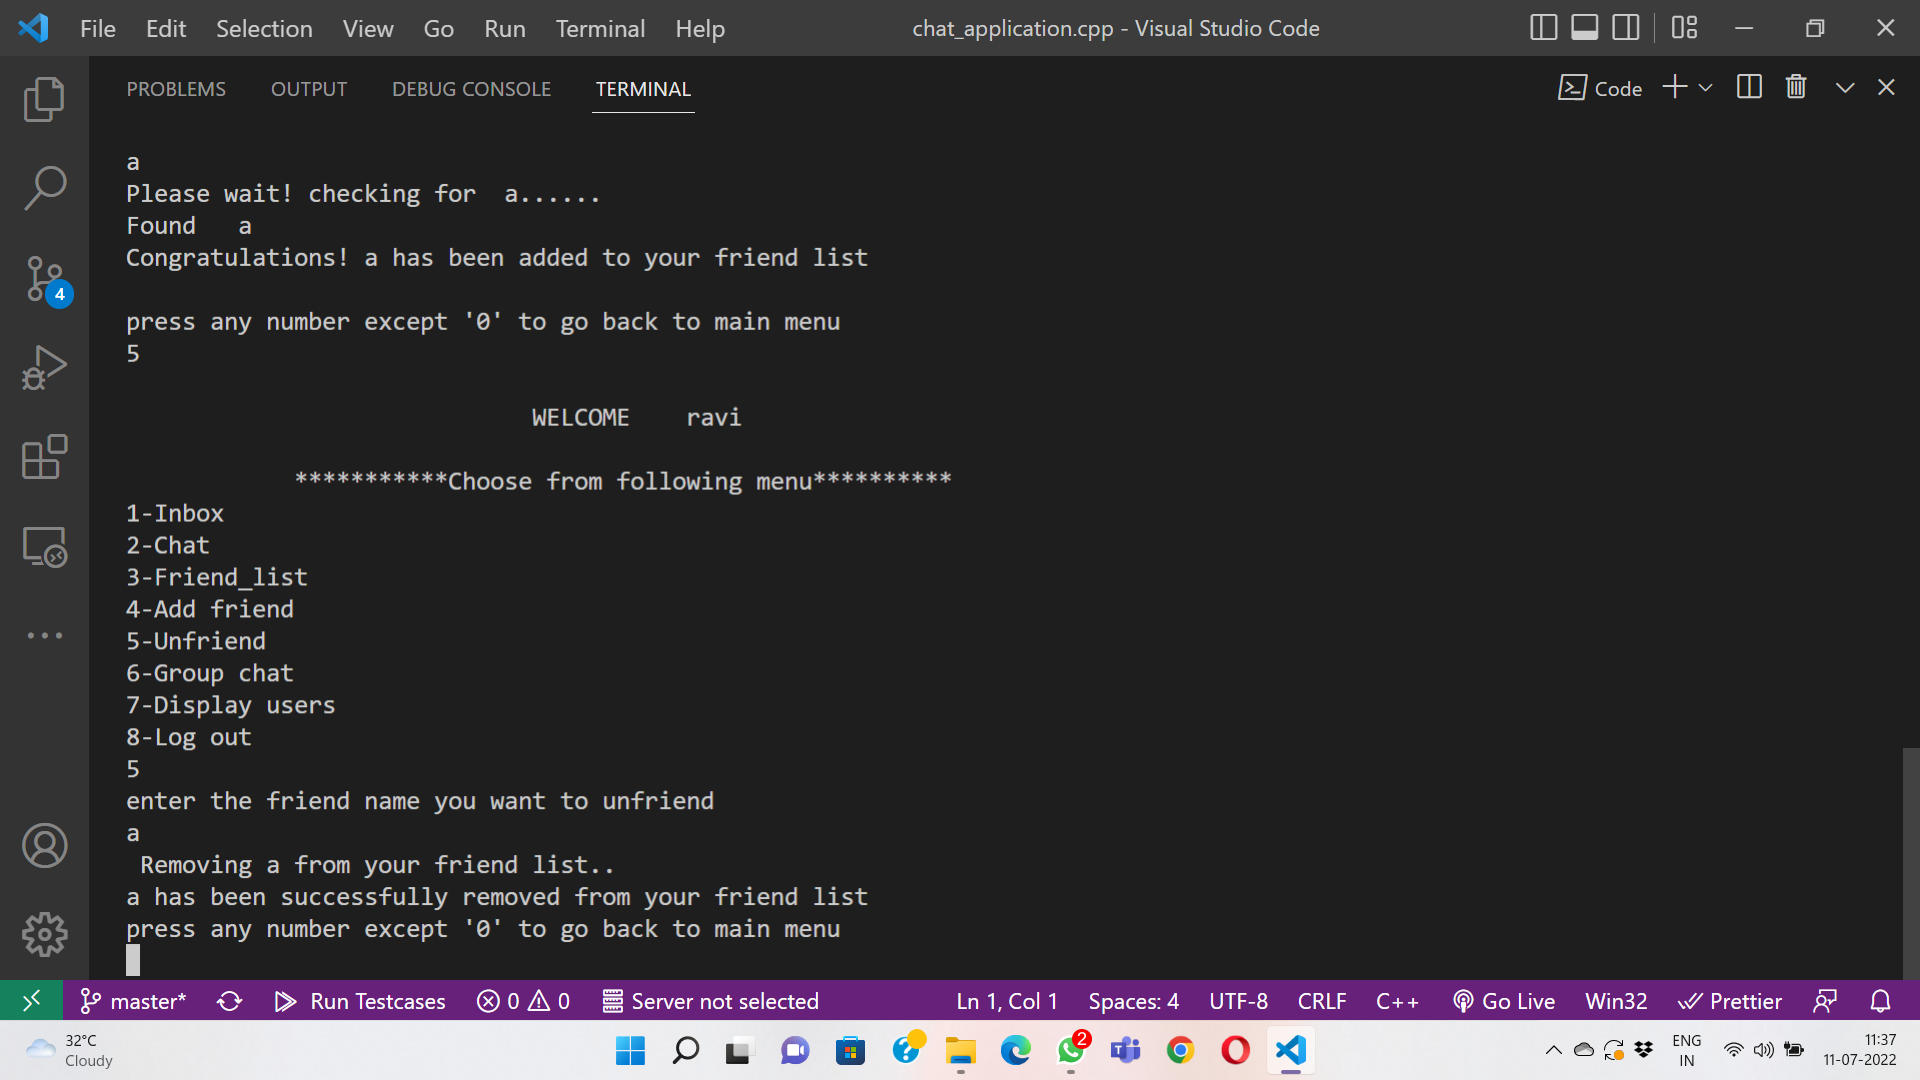 File Edit Selection View Go Run Terminal Help chat_application.cpp - Visual Studio Code
PROBLEMS OUTPUT DEBUG CONSOLE TERMINAL Code
a
Please wait! checking for  a......
Found   a
Congratulations! a has been added to your friend list
press any number except '0' to go back to main menu
5
WELCOME    ravi
***********Choose from following menu**********
1-Inbox
2-Chat
3-Friend_list
4-Add friend
5-Unfriend
6-Group chat
7-Display users
8-Log out
5
enter the friend name you want to unfriend
a
Removing a from your friend list..
a has been successfully removed from your friend list
press any number except '0' to go back to main menu
4
master* Run Testcases 0 0 Server not selected Ln 1, Col 1 Spaces: 4 UTF-8 CRLF C++ Go Live Win32 Prettier
32°C
Cloudy
2
ENG
IN
11:37
11-07-2022